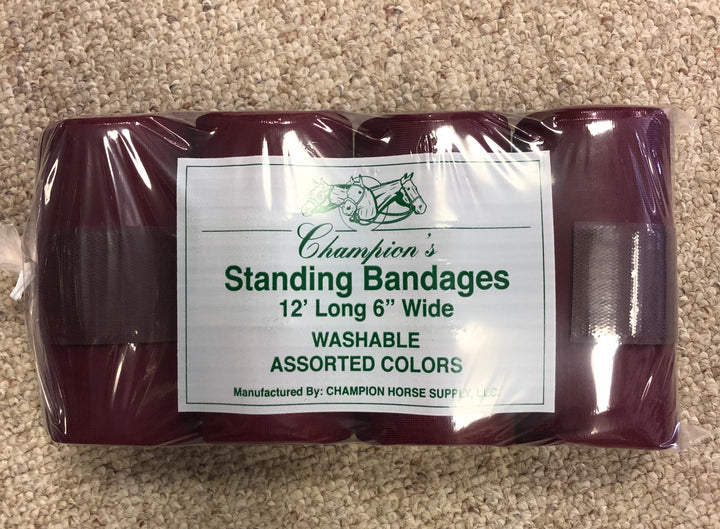 Champion's
Standing Bandages
12' Long 6" Wide
WASHABLE
ASSORTED COLORS
Manufactured By: CHAMPION HORSE SUPPLY, LLC.